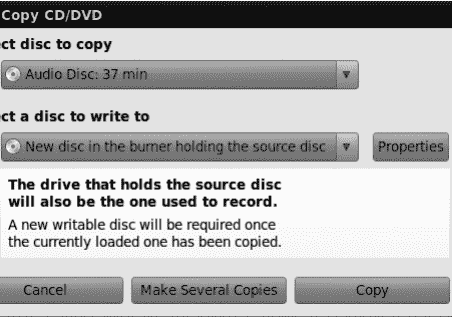 Copy CD/DVD
ct disc to copy
Audio Disc: 37 min
ct a disc to write to
New disc in the burner holding the source disc
Properties
The drive that holds the source disc
will also be the one used to record.
A new writable disc will be required once
the currently loaded one has been copied.
Cancel
Make Several Copies
Copy